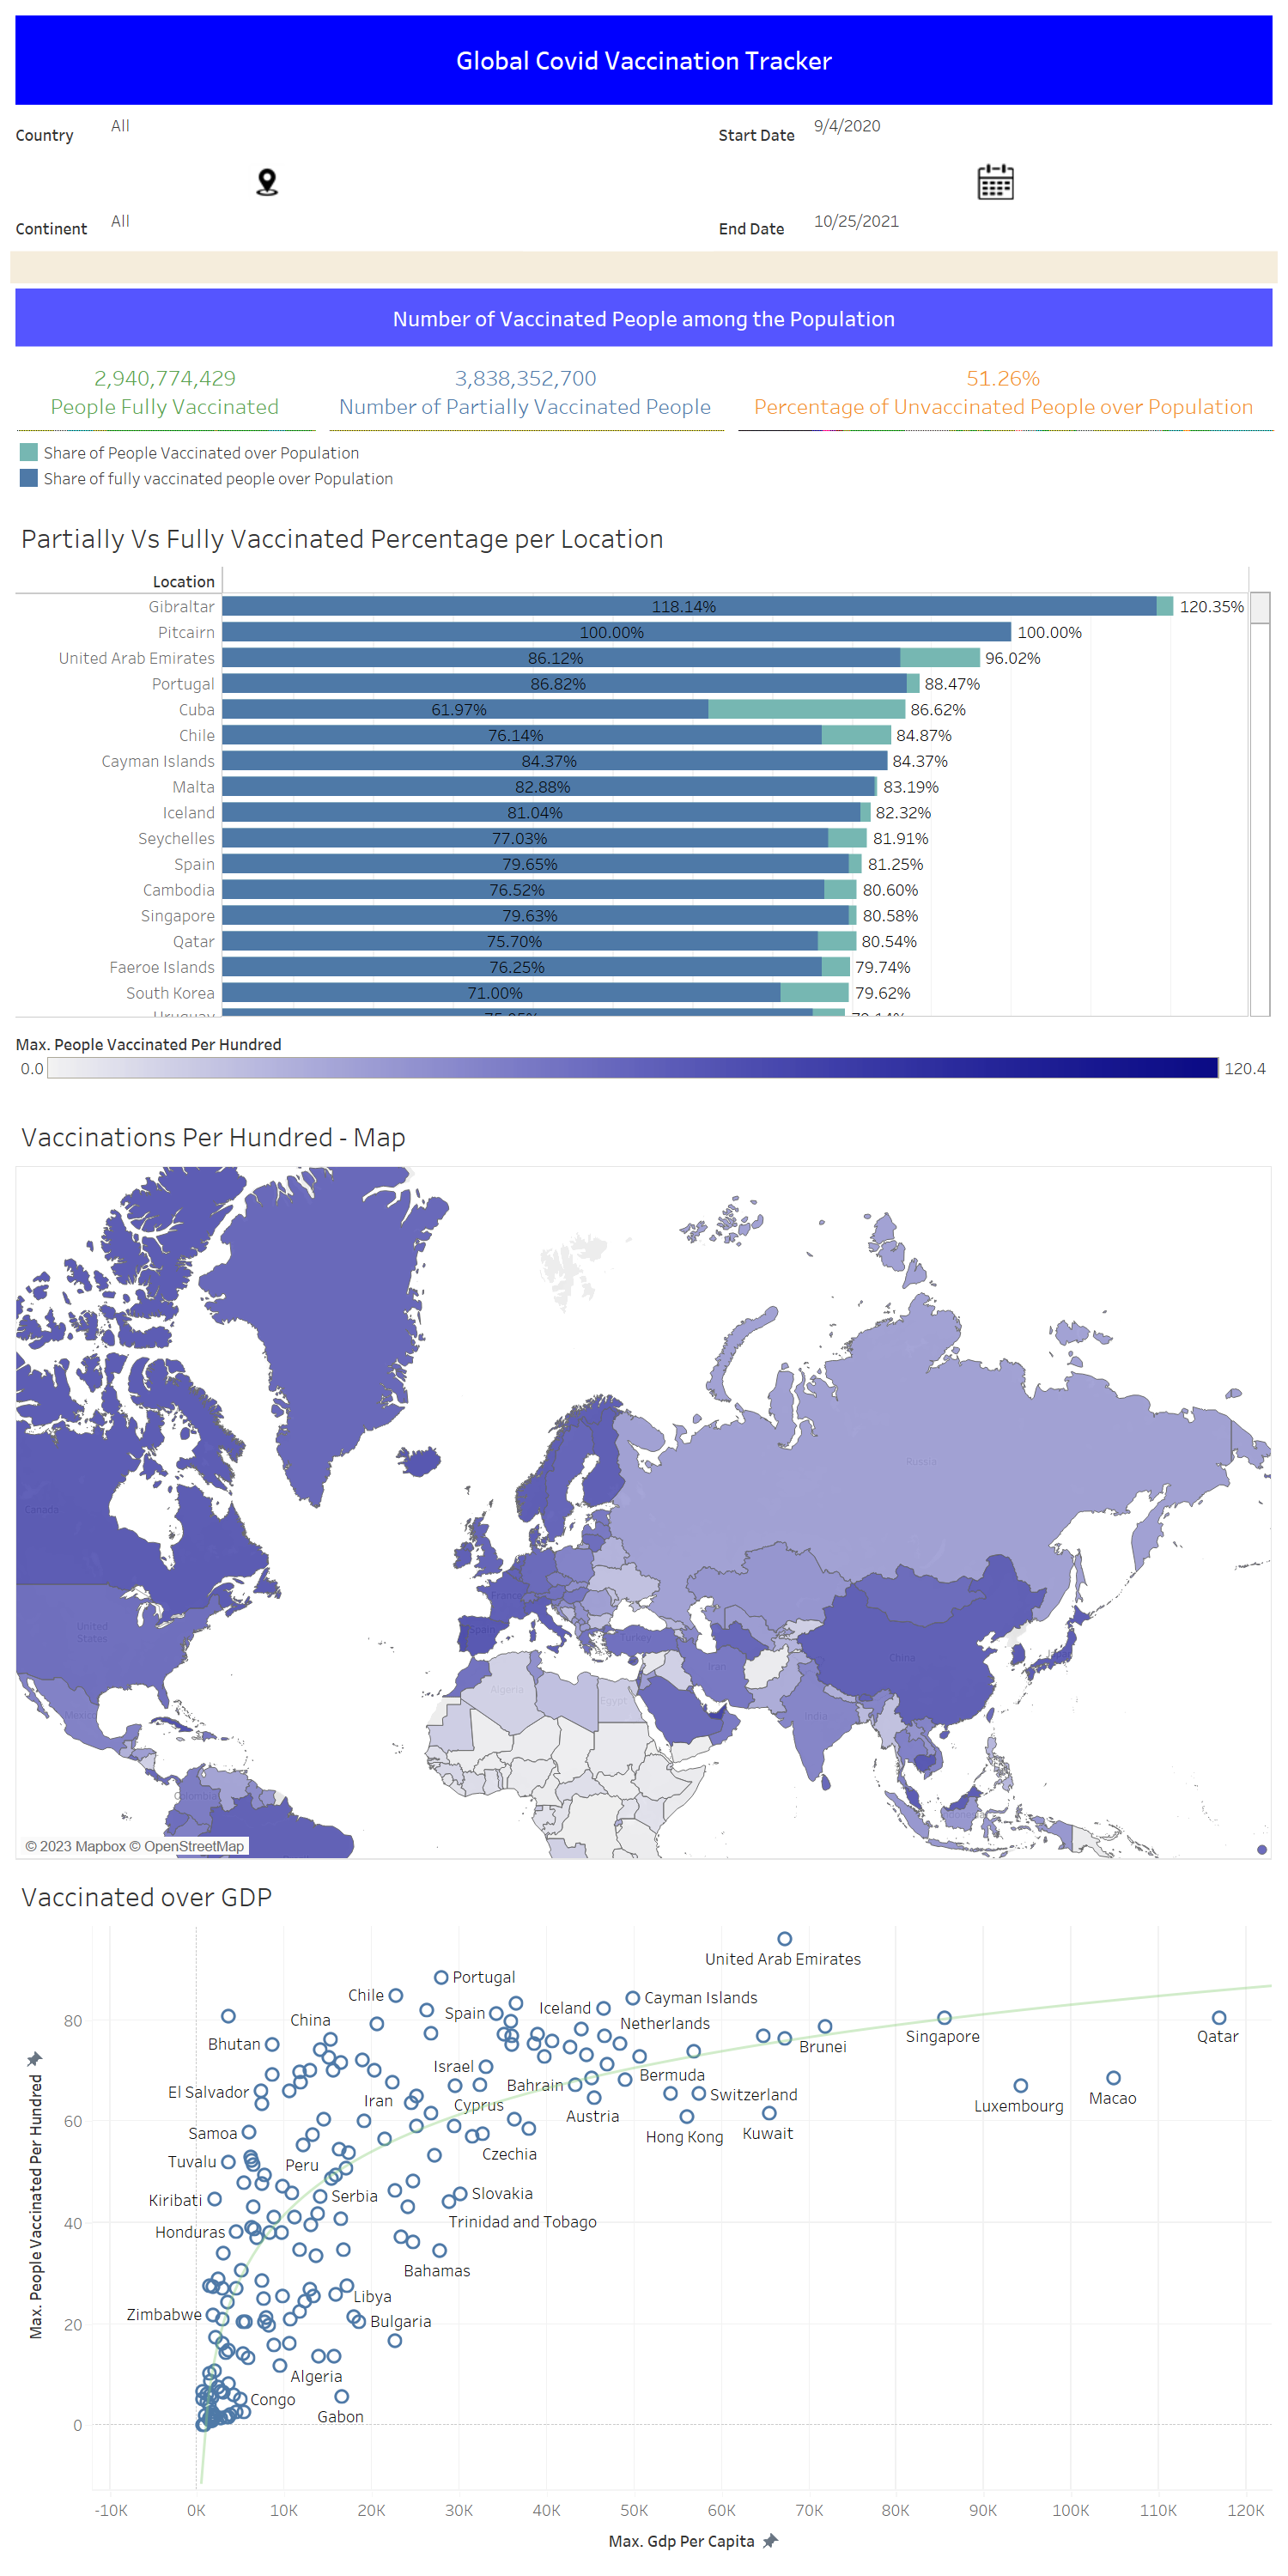 Global Covid Vaccination Tracker
Country
All
Start Date
9/4/2020
Continent
All
End Date
10/25/2021
Number of Vaccinated People among the Population
2,940,774,429
People Fully Vaccinated
3,838,352,700
Number of Partially Vaccinated People
51.26%
Percentage of Unvaccinated People over Population
Share of People Vaccinated over Population
Share of fully vaccinated people over Population
Partially Vs Fully Vaccinated Percentage per Location
Location
Gibraltar 118.14% 120.35%
Pitcairn 100.00% 100.00%
United Arab Emirates 86.12% 96.02%
Portugal 86.82% 88.47%
Cuba 61.97% 86.62%
Chile 76.14% 84.87%
Cayman Islands 84.37% 84.37%
Malta 82.88% 83.19%
Iceland 81.04% 82.32%
Seychelles 77.03% 81.91%
Spain 79.65% 81.25%
Cambodia 76.52% 80.60%
Singapore 79.63% 80.58%
Qatar 75.70% 80.54%
Faeroe Islands 76.25% 79.74%
South Korea 71.00% 79.62%
Uruguay
Max. People Vaccinated Per Hundred
0.0 120.4
Vaccinations Per Hundred - Map
Russia
Canada
France
United
States
Spain
Turkey
China
Iran
Algeria
Egypt
Mexico
India
Colombia
© 2023 Mapbox © OpenStreetMap
Vaccinated over GDP
United Arab Emirates
Portugal
Chile
Cayman Islands
Iceland
Spain
China
Netherlands
Bhutan
Brunei
Singapore
Qatar
Israel
Bermuda
Bahrain
El Salvador
Switzerland
Iran
Cyprus
Austria
Luxembourg
Macao
Samoa
Hong Kong
Kuwait
Czechia
Tuvalu
Peru
Slovakia
Serbia
Kiribati
Trinidad and Tobago
Honduras
Bahamas
Libya
Zimbabwe
Bulgaria
Algeria
Congo
Gabon
80
60
40
20
0
Max. People Vaccinated Per Hundred
-10K 0K 10K 20K 30K 40K 50K 60K 70K 80K 90K 100K 110K 120K
Max. Gdp Per Capita